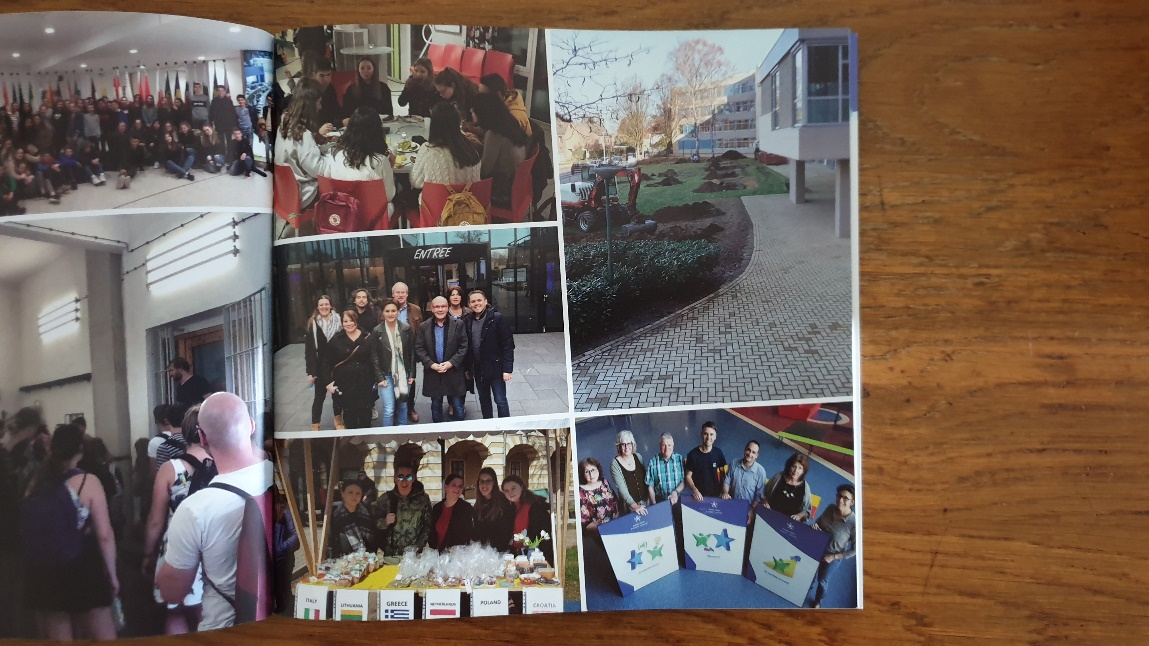 ENTREE
ITALY
LITHUANIA
GREECE
NETHERLANDS
POLAND
CROATIA